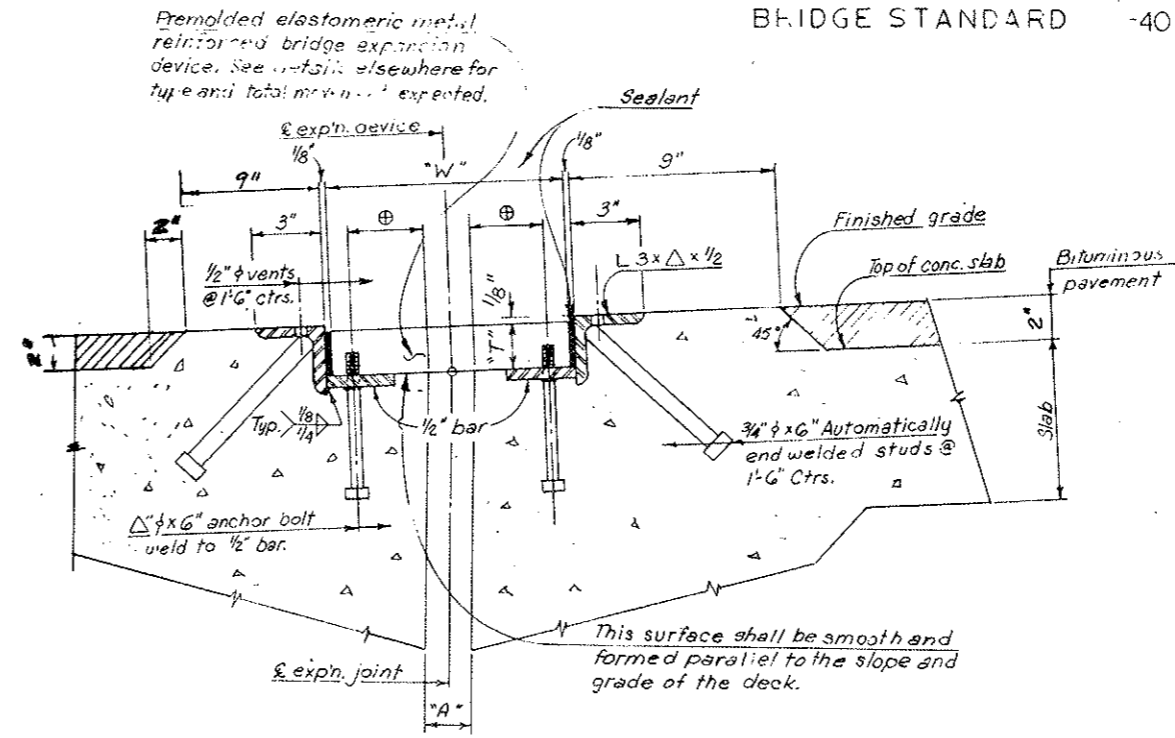 BRIDGE STANDARD -40
Premolded elastomeric metal
reinforced bridge expansion
device. See details elsewhere for
type and total expected.
Sealant
℄ exp'n. device
1/8"
"W"
1/8"
9"
9"
2"
3"
⊕
⊕
3"
Finished grade
L 3 x △ x 1/2
Top of conc. slab
Bituminous
pavement
1/2" ϕ vents
@ 1'-6" ctrs.
1/8"
"T"
45°
2"
2"
Typ. 1/8 1/4
1/2" bar
3/4" ϕ x 6" Automatically
end welded studs @
1'-6" Ctrs.
Slab
△" ϕ x 6" anchor bolt
weld to 1/2" bar.
This surface shall be smooth and
formed parallel to the slope and
grade of the deck.
℄ exp'n. joint
"A"